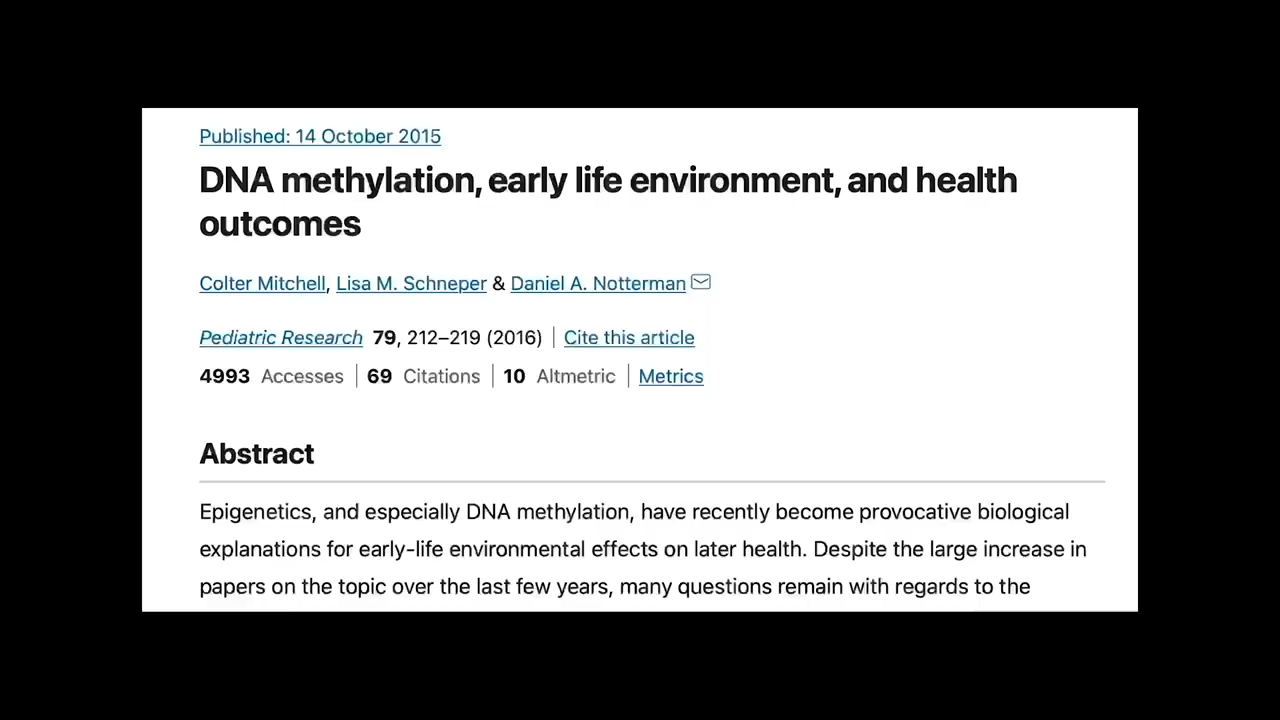 Published: 14 October 2015
DNA methylation, early life environment, and health
outcomes
Colter Mitchell, Lisa M. Schneper & Daniel A. Notterman
Pediatric Research 79, 212–219 (2016) | Cite this article
4993 Accesses | 69 Citations | 10 Altmetric | Metrics
Abstract
Epigenetics, and especially DNA methylation, have recently become provocative biological
explanations for early-life environmental effects on later health. Despite the large increase in
papers on the topic over the last few years, many questions remain with regards to the